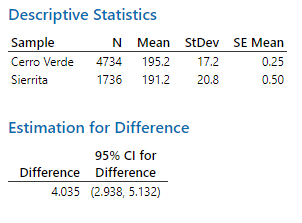 Descriptive Statistics
Sample N Mean StDev SE Mean
Cerro Verde 4734 195.2 17.2 0.25
Sierrita 1736 191.2 20.8 0.50
Estimation for Difference
95% CI for
Difference Difference
4.035 (2.938, 5.132)